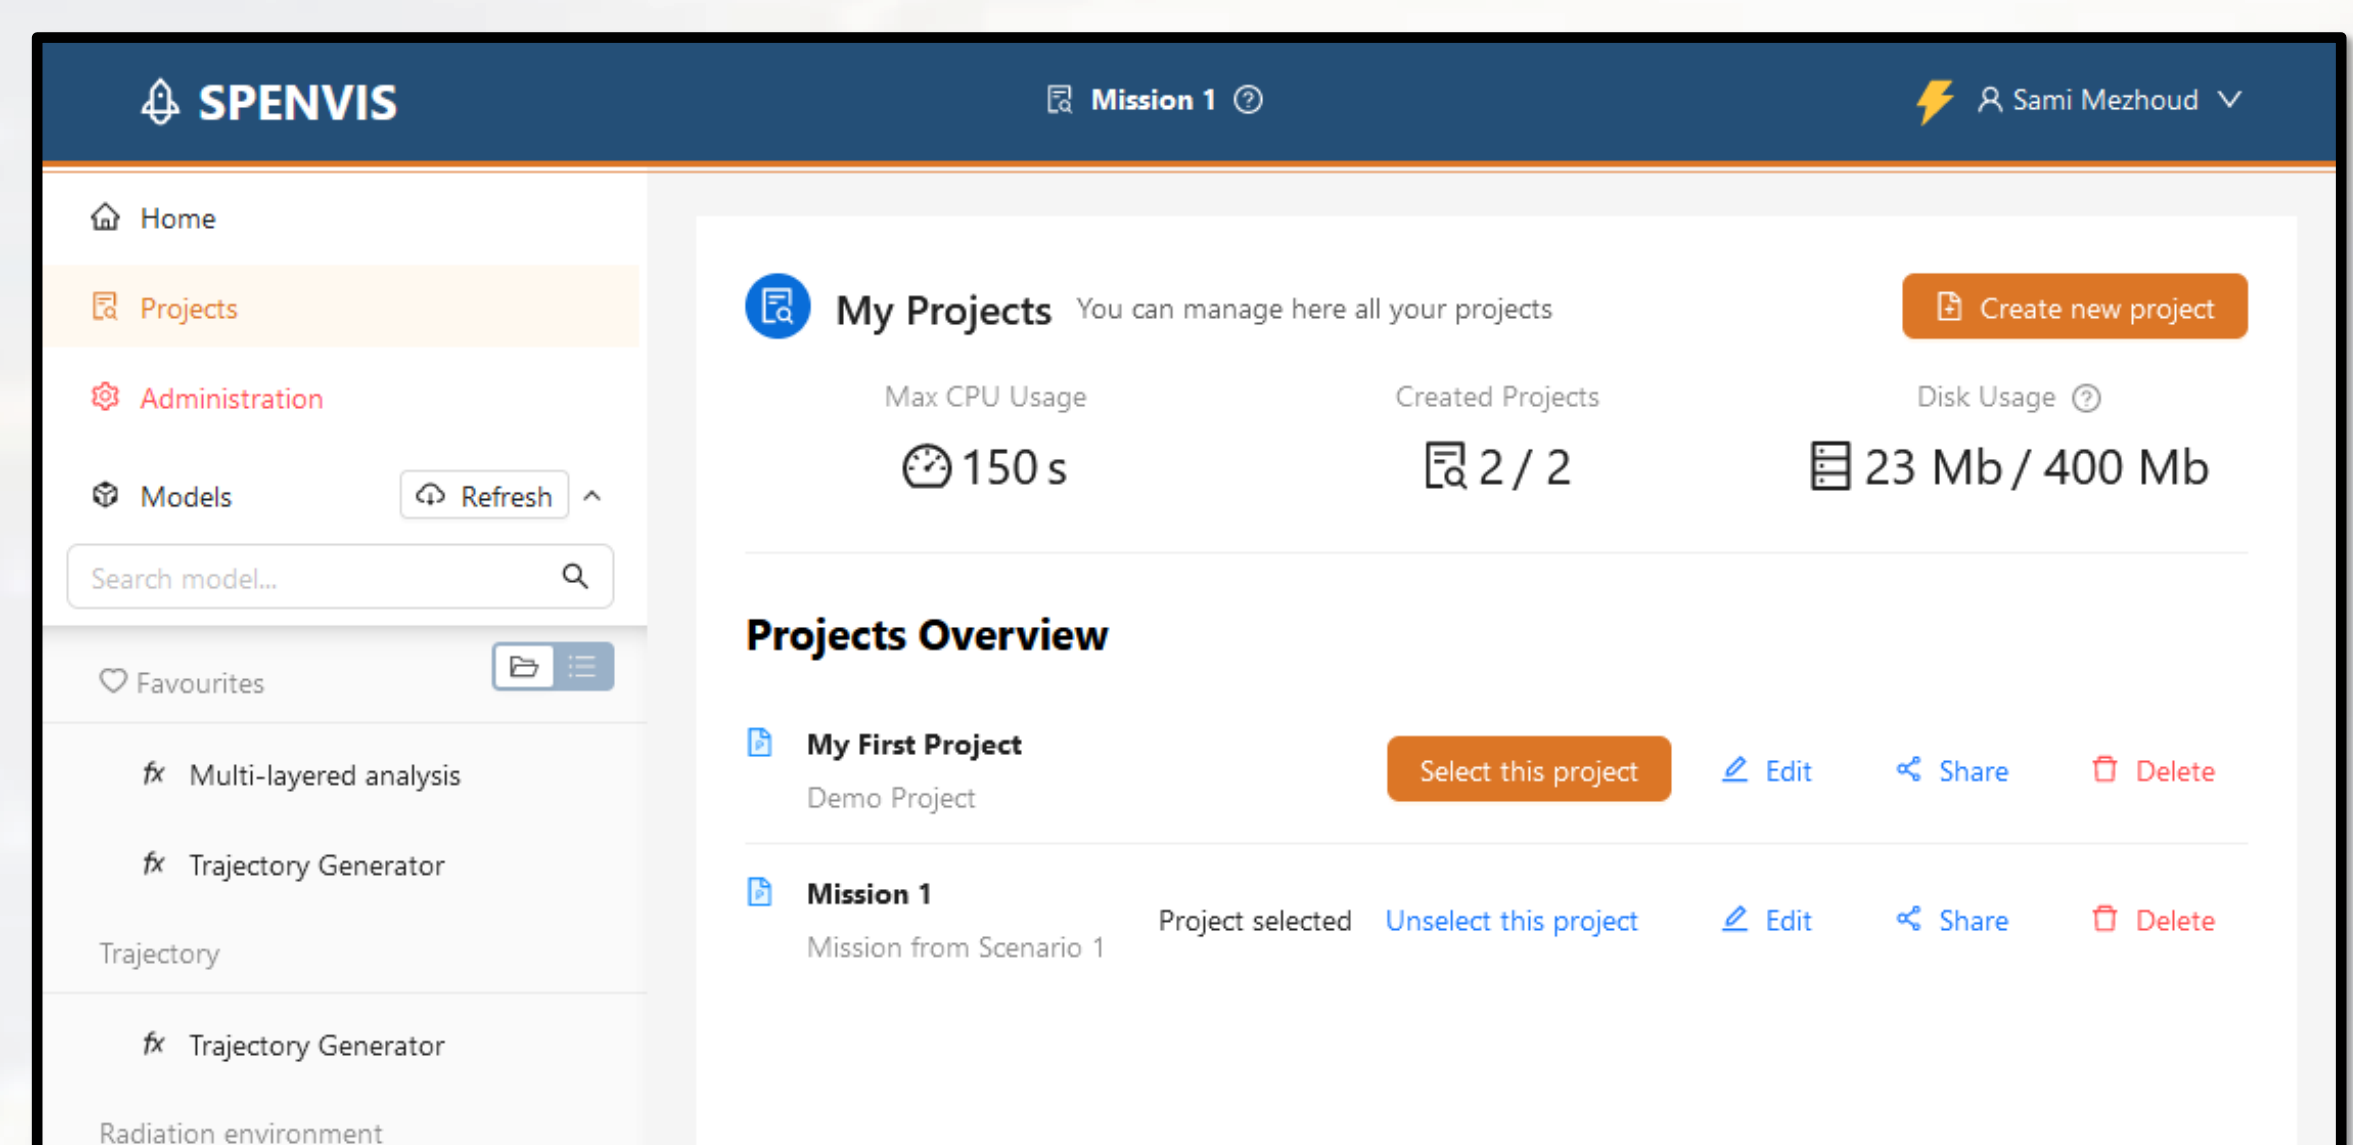 SPENVIS
Mission 1
Sami Mezhoud
Home
Projects
Administration
Models
Refresh
Search model...
Favourites
fx Multi-layered analysis
fx Trajectory Generator
Trajectory
fx Trajectory Generator
Radiation environment
My Projects You can manage here all your projects
Create new project
Max CPU Usage
150 s
Created Projects
2 / 2
Disk Usage
23 Mb / 400 Mb
Projects Overview
My First Project
Demo Project
Select this project Edit Share Delete
Mission 1
Mission from Scenario 1
Project selected Unselect this project Edit Share Delete